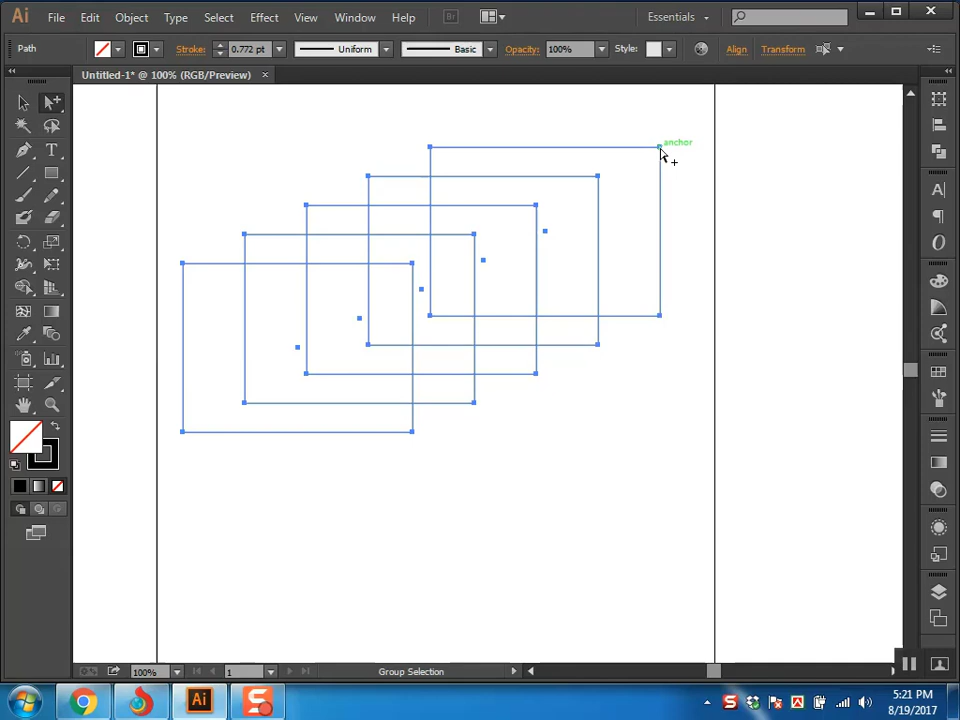 Ai File Edit Object Type Select Effect View Window Help Br Essentials
Path Stroke: 0.772 pt Uniform Basic Opacity: 100% Style: Align Transform
Untitled-1* @ 100% (RGB/Preview) ×
anchor
100% 1 Group Selection
Ai S
5:21 PM
8/19/2017